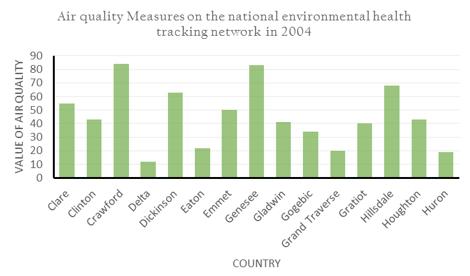 Air quality Measures on the national environmental health
tracking network in 2004
VALUE OF AIR QUALITY
90
80
70
60
50
40
30
20
10
0
Clare
Clinton
Crawford
Delta
Dickinson
Eaton
Emmet
Genesee
Gladwin
Gogebic
Grand Traverse
Gratiot
Hillsdale
Houghton
Huron
COUNTRY